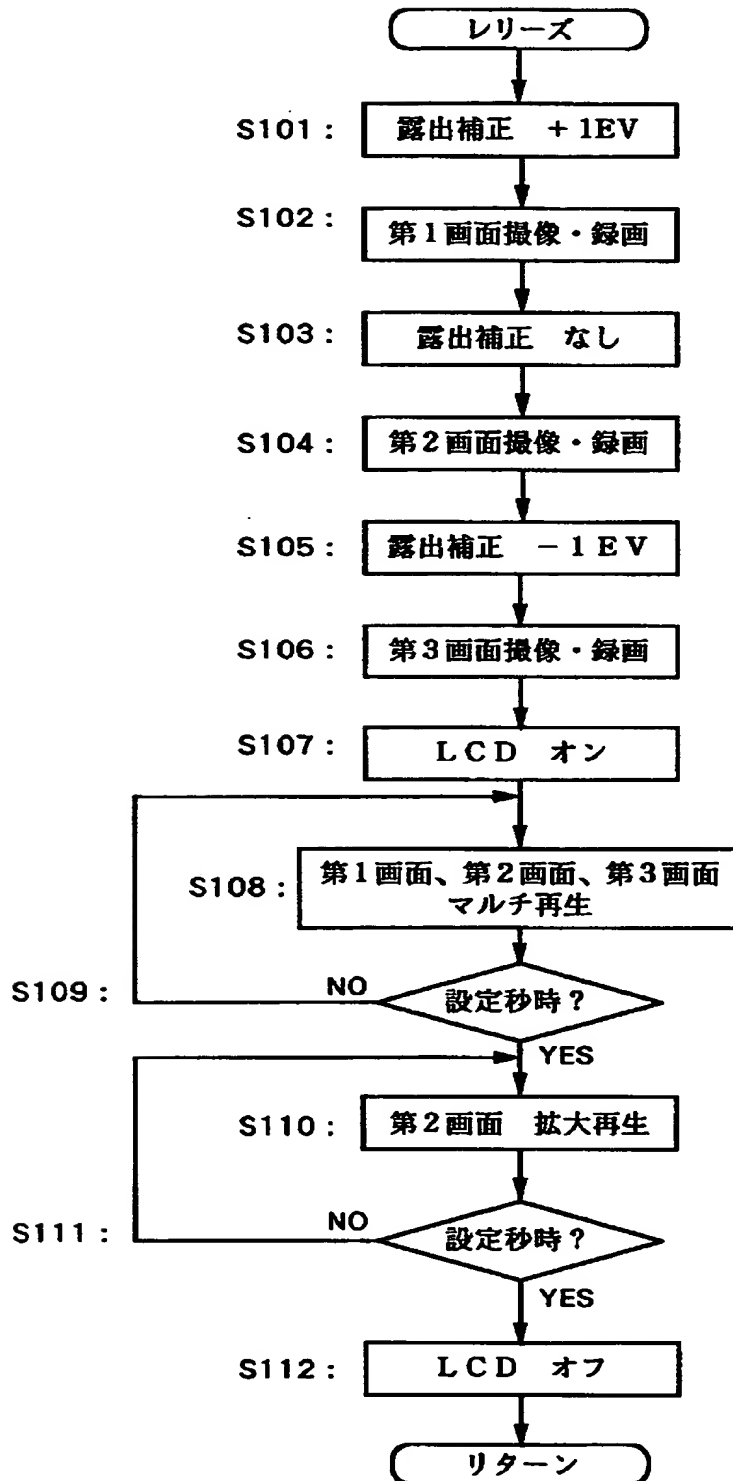 レリーズ
S101 : 露出補正 +1EV
S102 : 第1画面撮像・録画
S103 : 露出補正 なし
S104 : 第2画面撮像・録画
S105 : 露出補正 -1EV
S106 : 第3画面撮像・録画
S107 : LCD オン
S108 : 第1画面、第2画面、第3画面
マルチ再生
S109 : NO 設定秒時?
YES
S110 : 第2画面 拡大再生
S111 : NO 設定秒時?
YES
S112 : LCD オフ
リターン